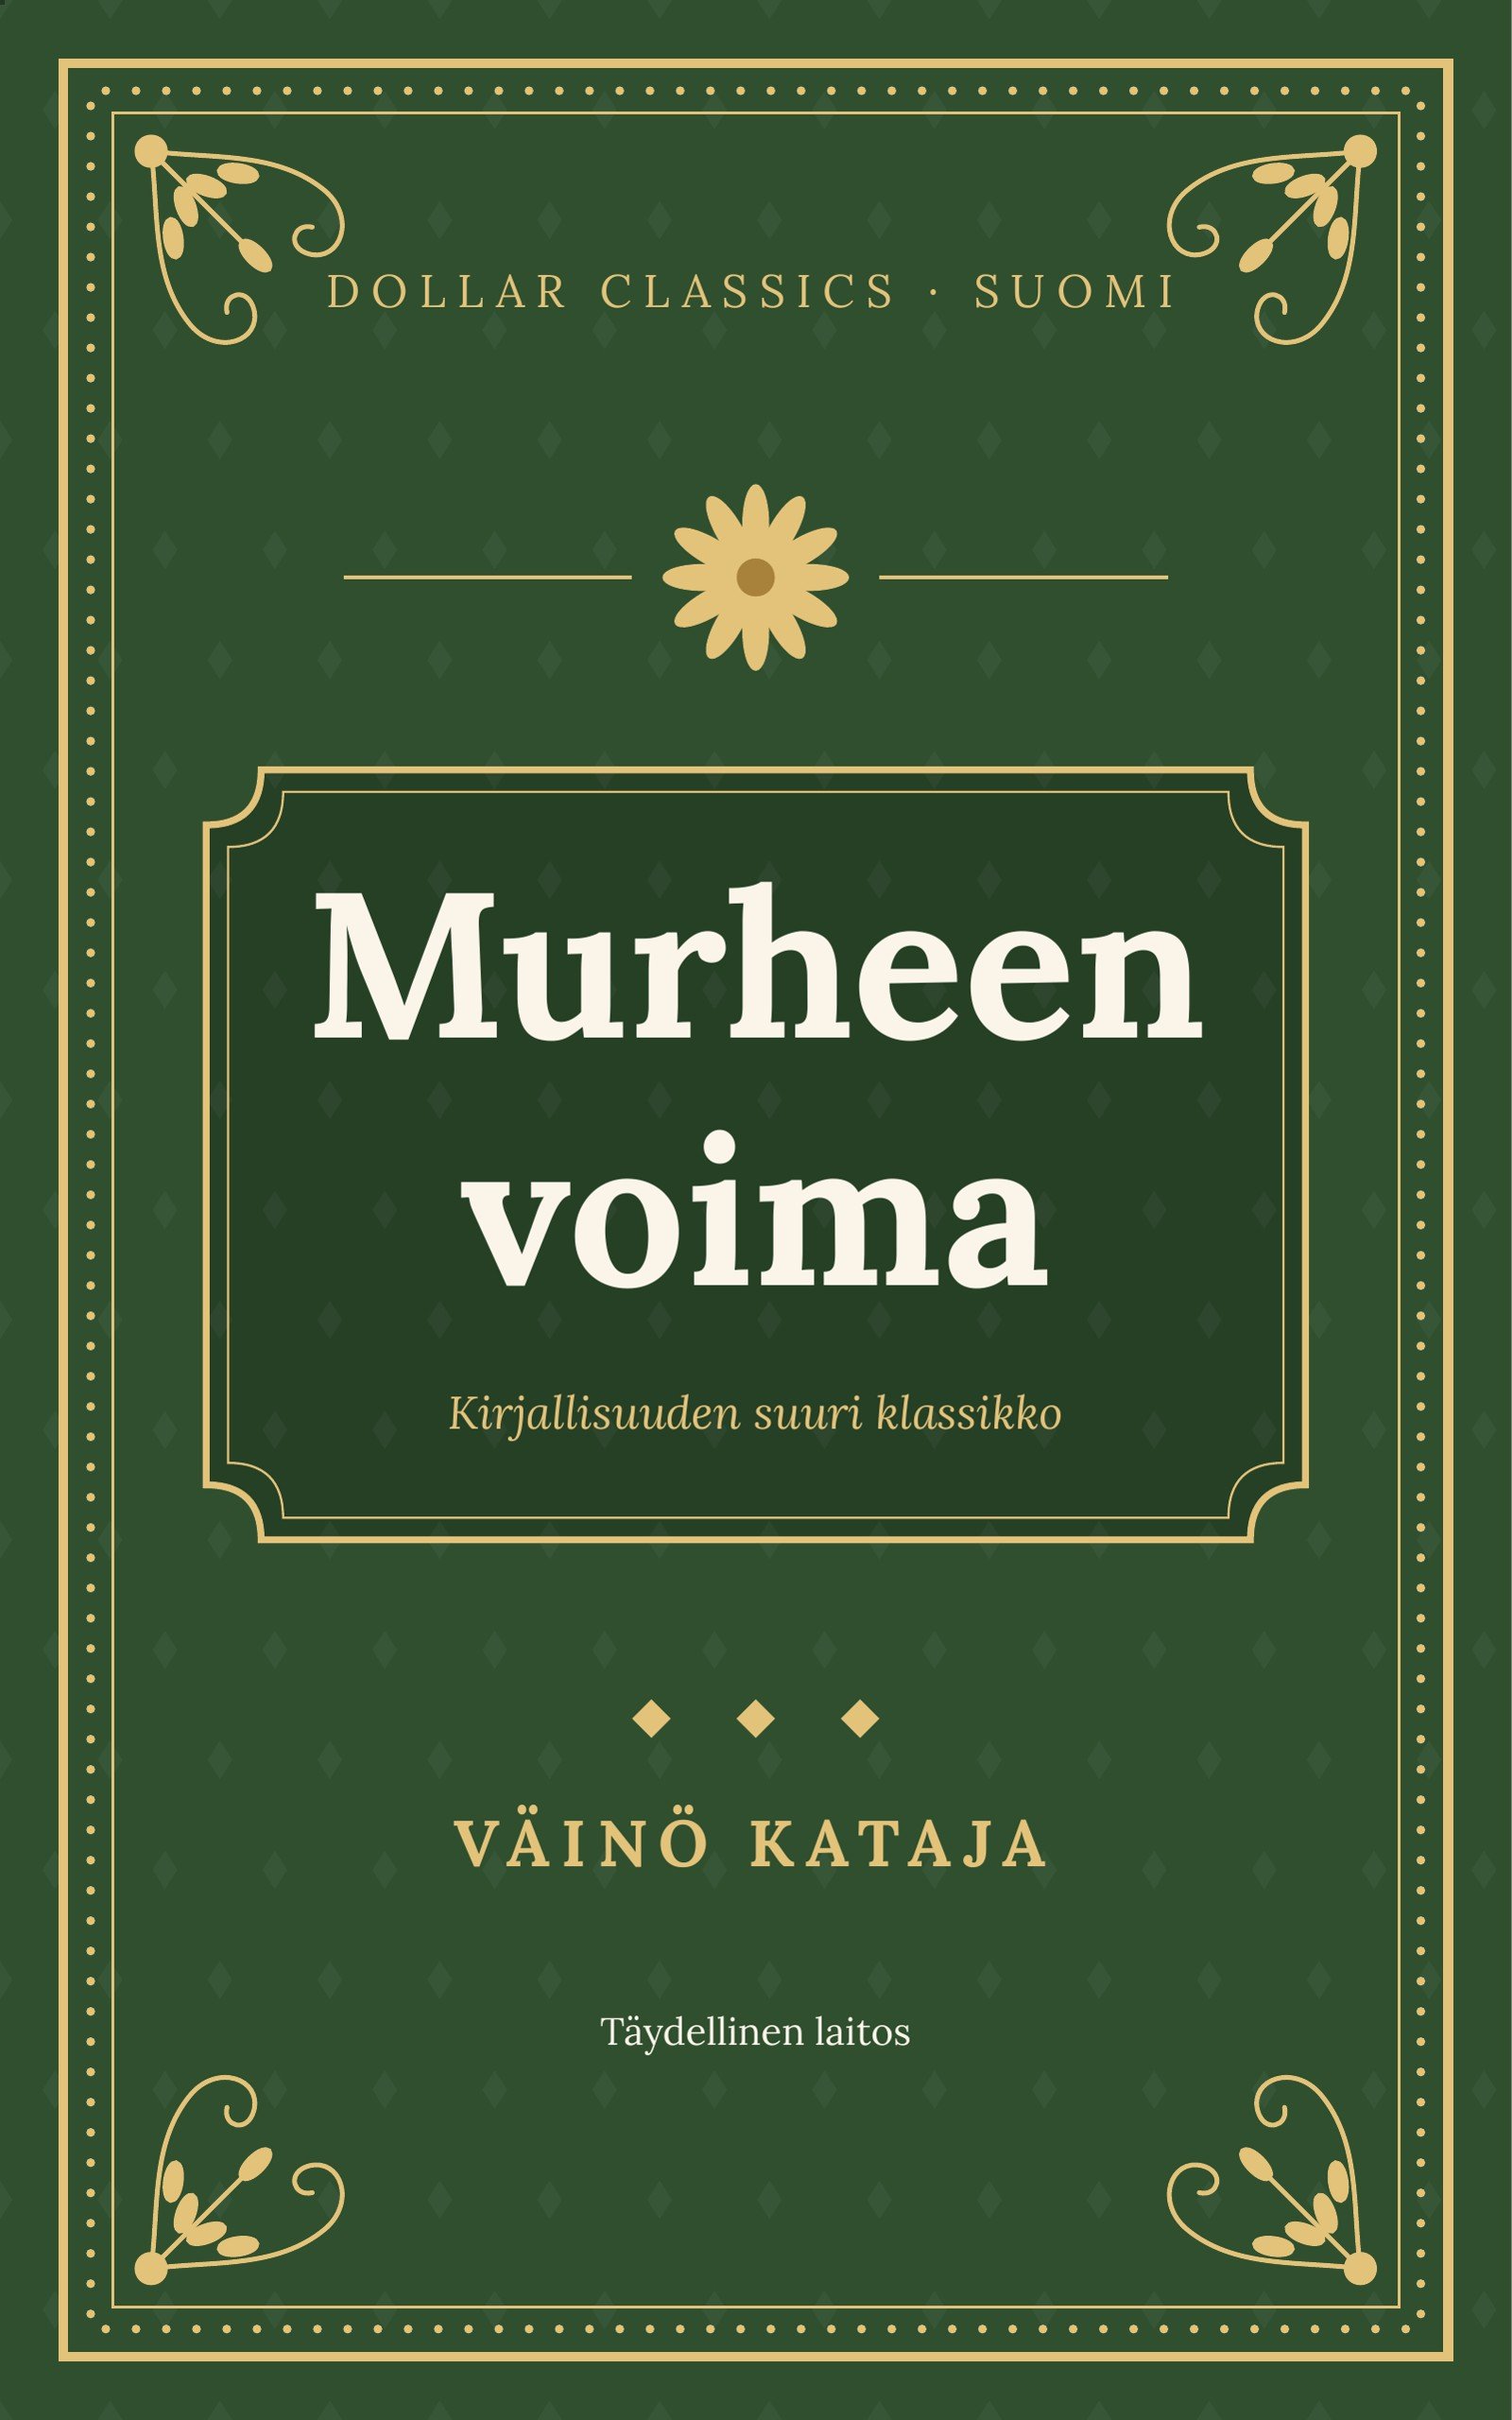 DOLLAR CLASSICS · SUOMI
Murheen
voima
Kirjallisuuden suuri klassikko
VÄINÖ KATAJA
Täydellinen laitos